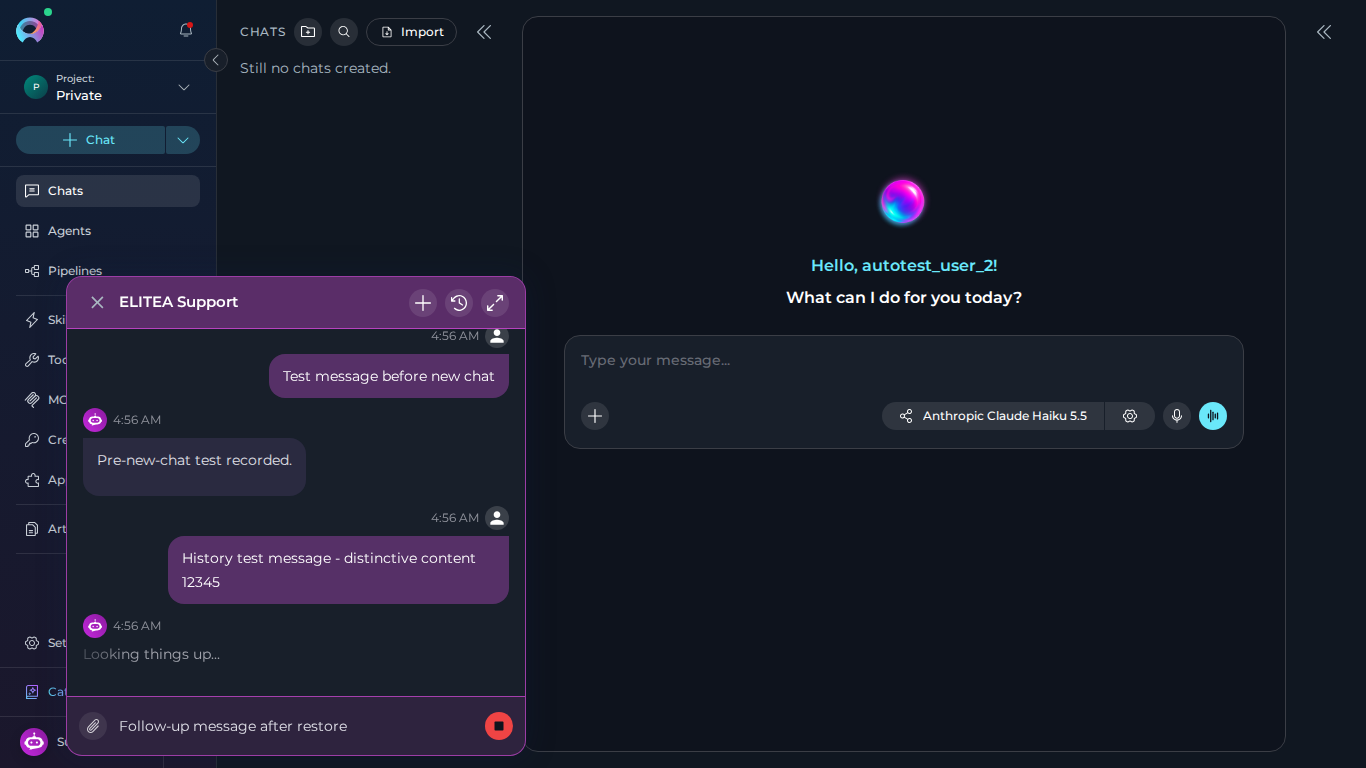 Project:
P
Private
Chat
Chats
Agents
Pipelines
CHATS
Import
Still no chats created.
Hello, autotest_user_2!
What can I do for you today?
Type your message...
Anthropic Claude Haiku 5.5
ELITEA Support
4:56 AM
Test message before new chat
4:56 AM
Pre-new-chat test recorded.
4:56 AM
History test message - distinctive content
12345
4:56 AM
Looking things up...
Follow-up message after restore